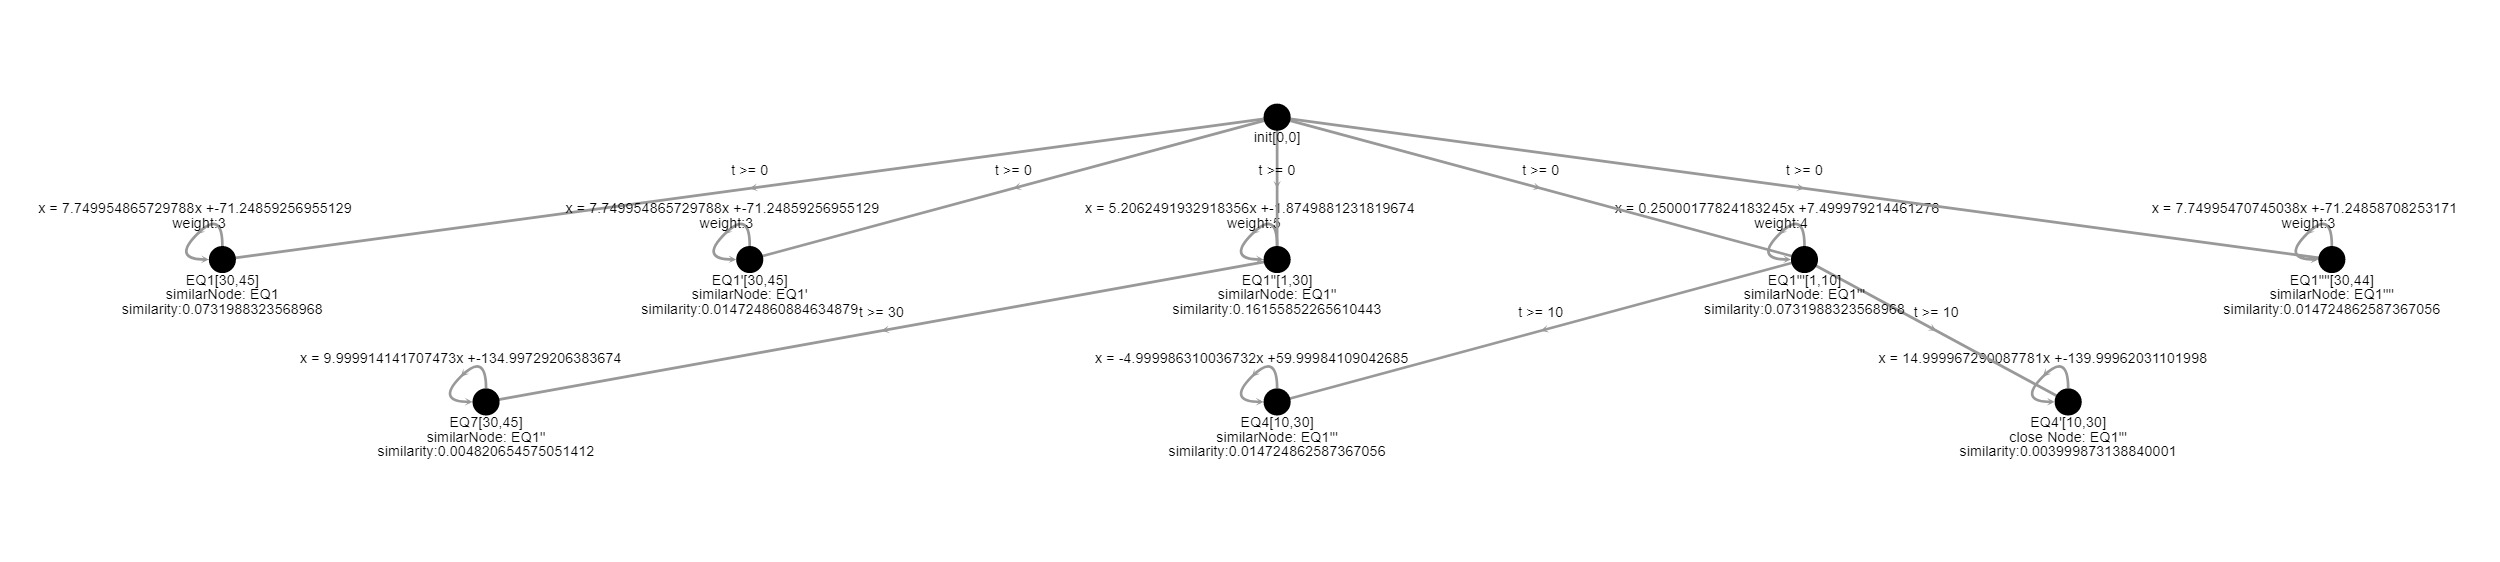 init[0,0]
t >= 0
t >= 0
t >= 0
t >= 0
t >= 0
x = 7.749954865729788x +-71.24859256955129
weight:3
EQ1[30,45]
similarNode: EQ1
similarity:0.0731988323568968
x = 7.749954865729788x +-71.24859256955129
weight:3
EQ1'[30,45]
similarNode: EQ1'
similarity:0.014724860884634879
x = 5.2062491932918356x +-1.8749881231819674
weight:5
EQ1''[1,30]
similarNode: EQ1''
similarity:0.16155852265610443
x = 0.25000177824183245x +7.499979214461276
weight:4
EQ1'''[1,10]
similarNode: EQ1'''
similarity:0.0731988323568968
x = 7.74995470745038x +-71.24858708253171
weight:3
EQ1''''[30,44]
similarNode: EQ1''''
similarity:0.014724862587367056
t >= 30
t >= 10
t >= 10
x = 9.999914141707473x +-134.99729206383674
EQ7[30,45]
similarNode: EQ1''
similarity:0.004820654575051412
x = -4.999986310036732x +59.99984109042685
EQ4[10,30]
similarNode: EQ1'''
similarity:0.014724862587367056
x = 14.999967290087781x +-139.99962031101998
EQ4'[10,30]
close Node: EQ1'''
similarity:0.003999873138840001